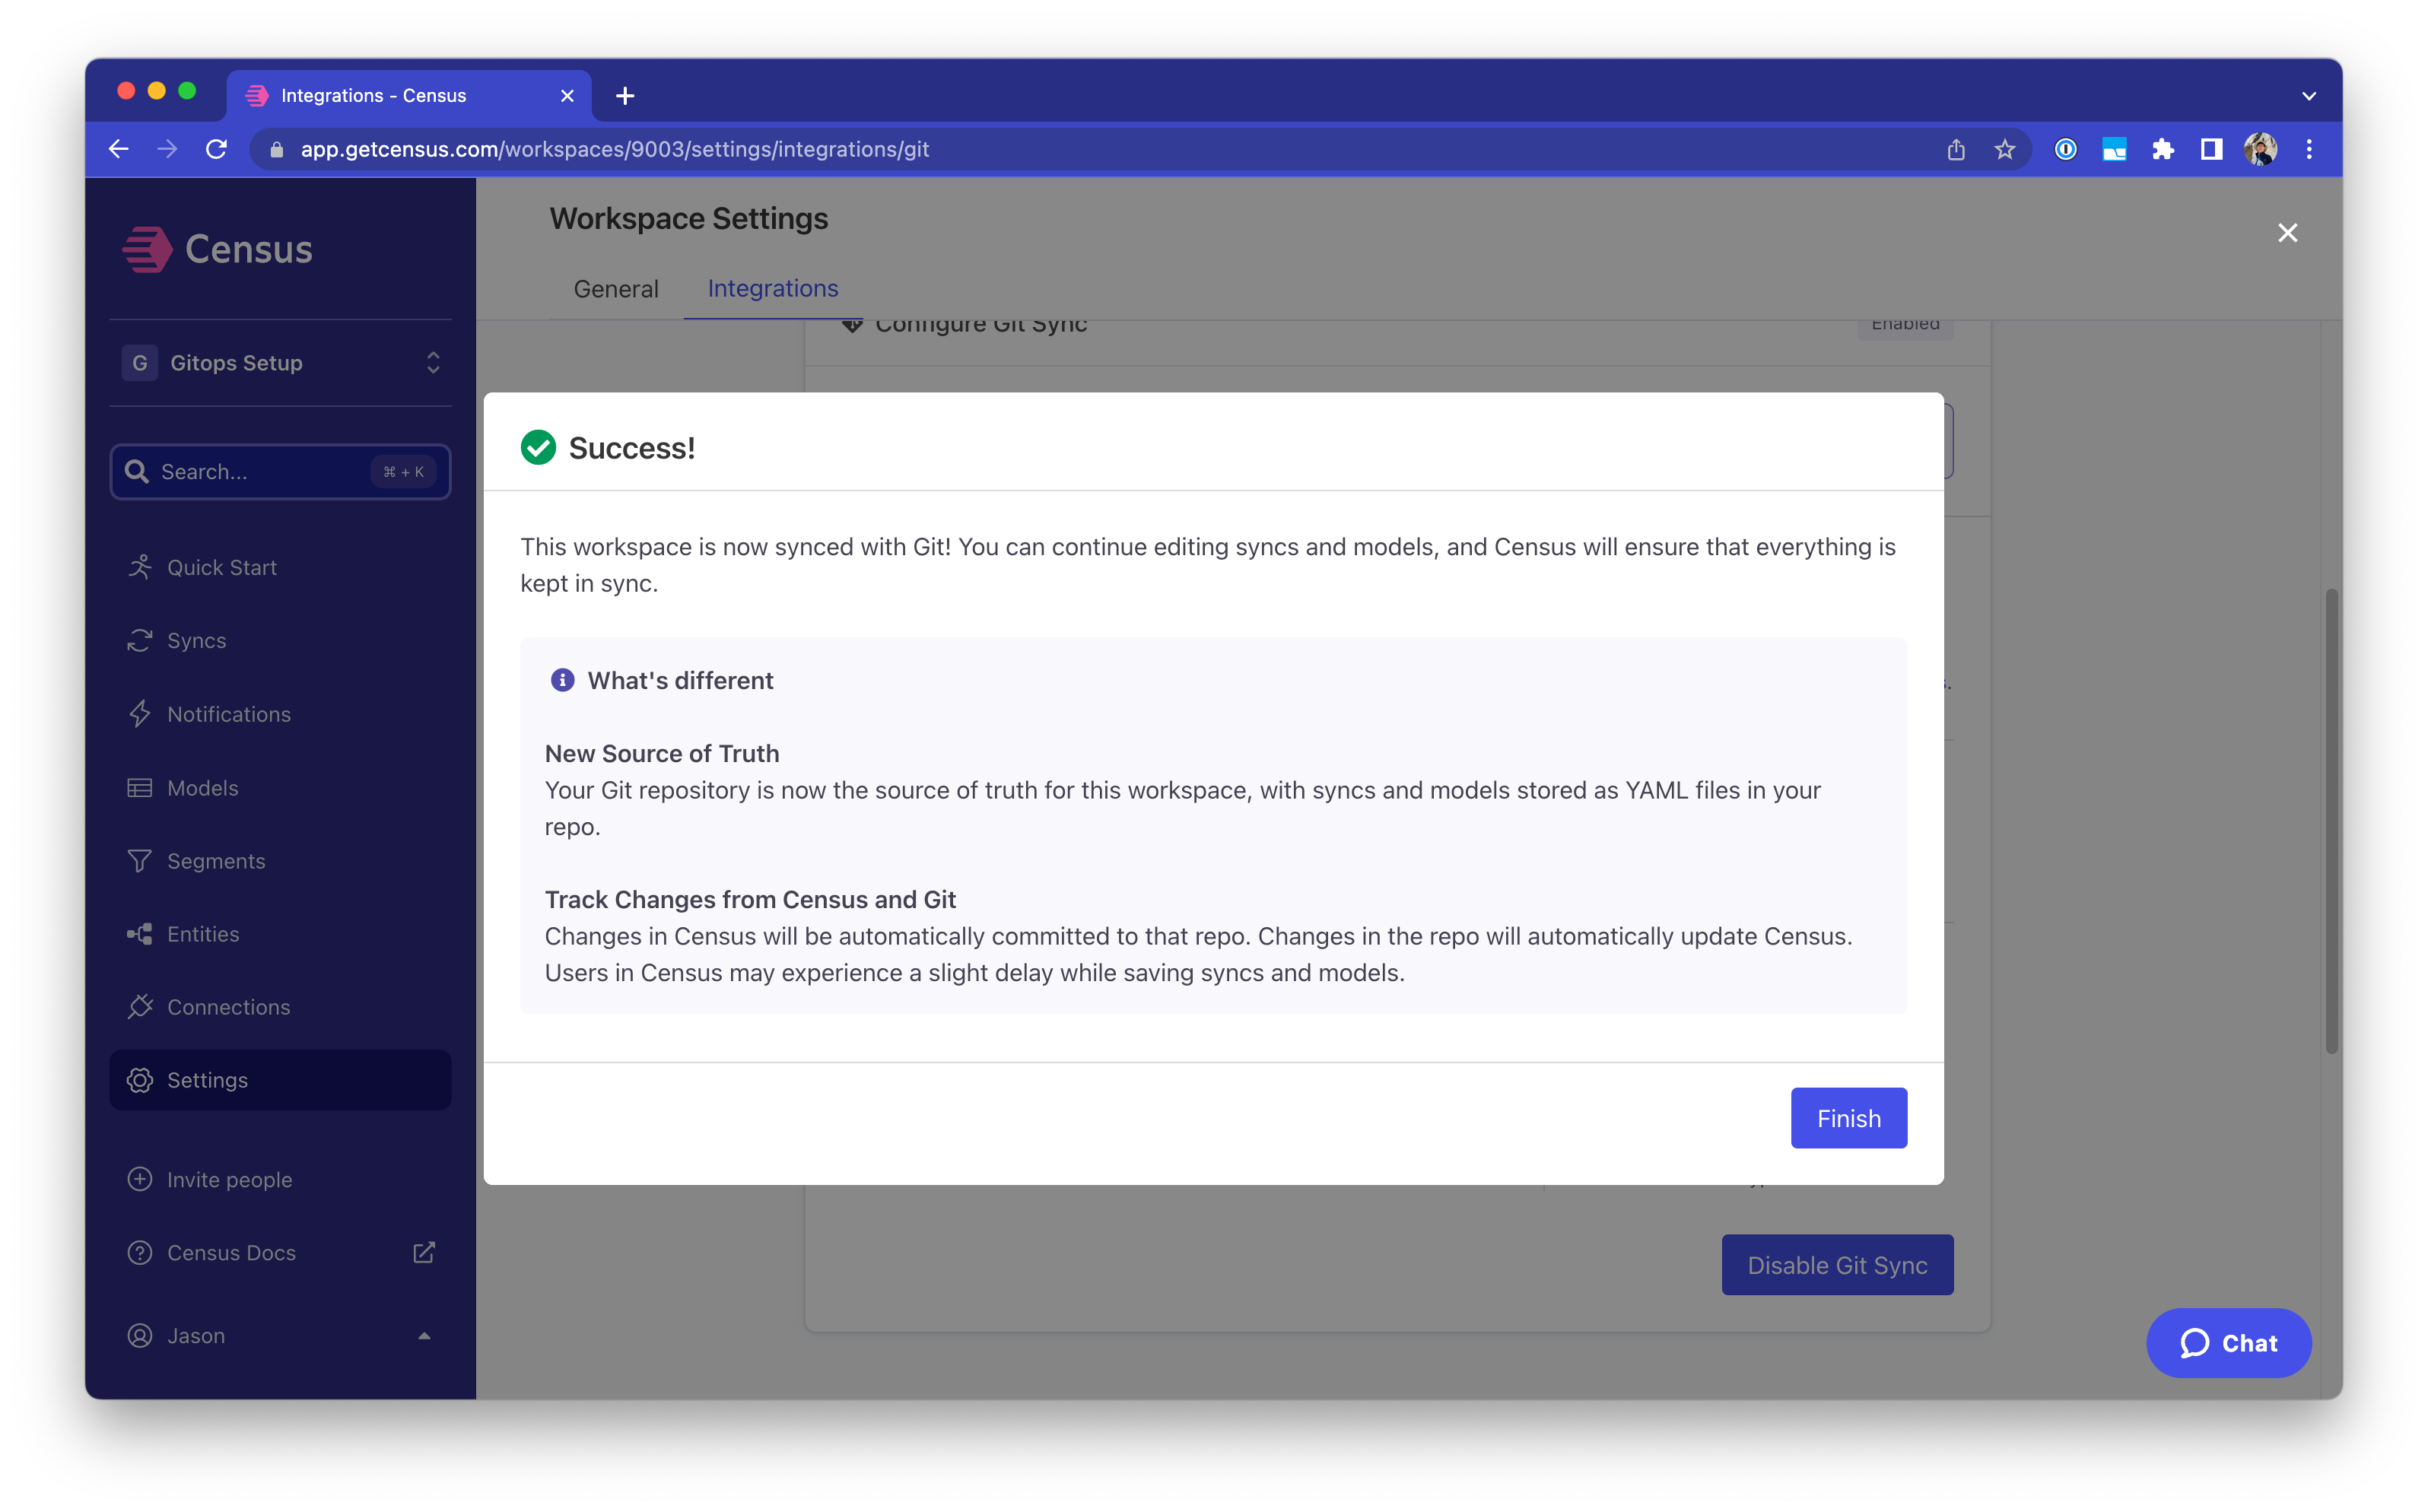 Integrations - Census
app.getcensus.com/workspaces/9003/settings/integrations/git
Census
G Gitops Setup
Search... ⌘ + K
Quick Start
Syncs
Notifications
Models
Segments
Entities
Connections
Settings
Invite people
Census Docs
Jason
Workspace Settings
General Integrations
Configure Git Sync Enabled
Success!
This workspace is now synced with Git! You can continue editing syncs and models, and Census will ensure that everything is
kept in sync.
What's different
New Source of Truth
Your Git repository is now the source of truth for this workspace, with syncs and models stored as YAML files in your
repo.
Track Changes from Census and Git
Changes in Census will be automatically committed to that repo. Changes in the repo will automatically update Census.
Users in Census may experience a slight delay while saving syncs and models.
Finish
Disable Git Sync
Chat